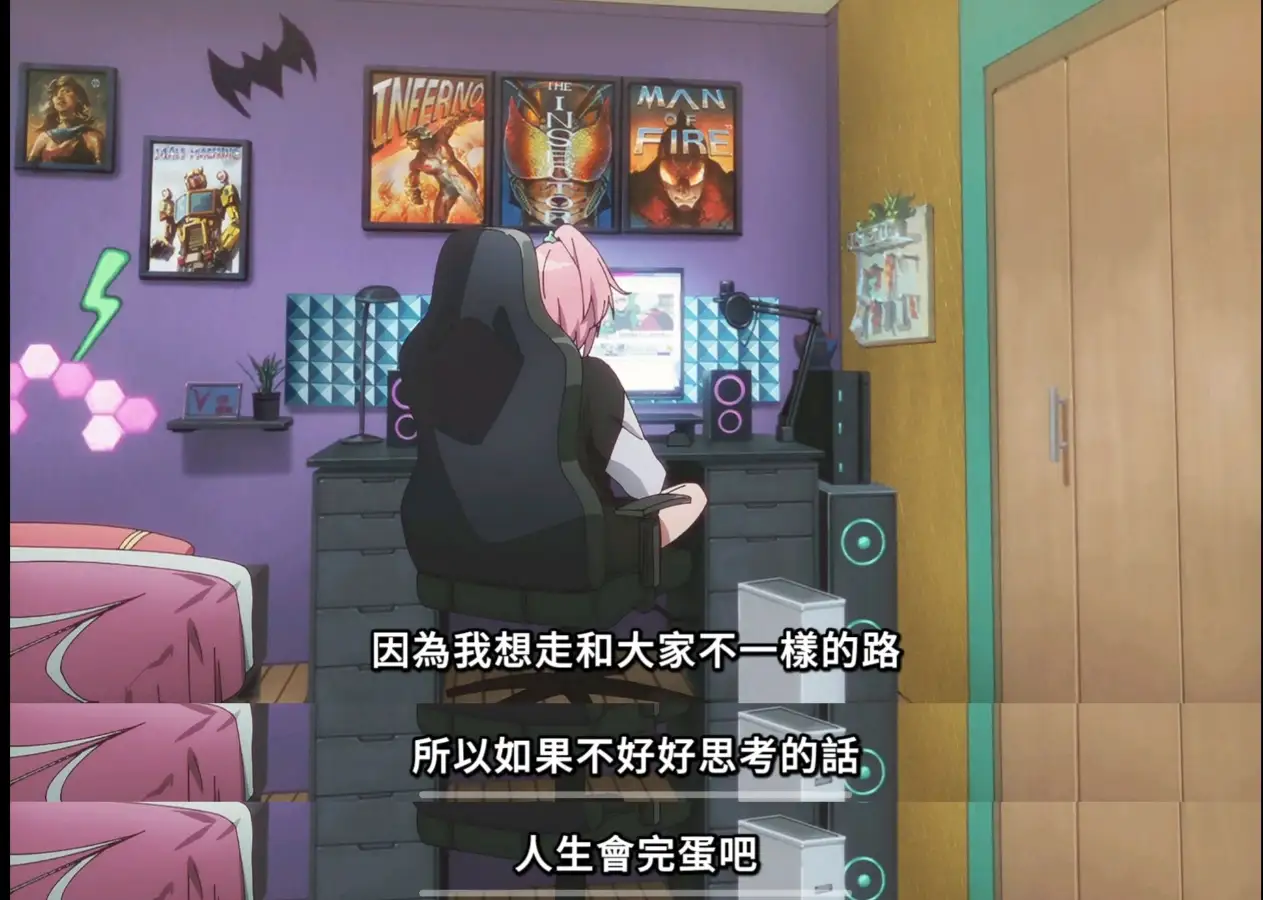 INFERNO
THE
INSECTOR
MAN
OF
FIRE
因為我想走和大家不一樣的路
所以如果不好好思考的話
人生會完蛋吧